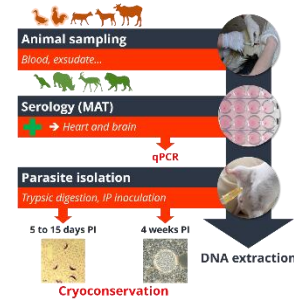 Animal sampling
Blood, exsudate...
Serology (MAT)
+ → Heart and brain
qPCR
Parasite isolation
Trypsic digestion, IP inoculation
5 to 15 days PI 4 weeks PI
DNA extraction
Cryoconservation